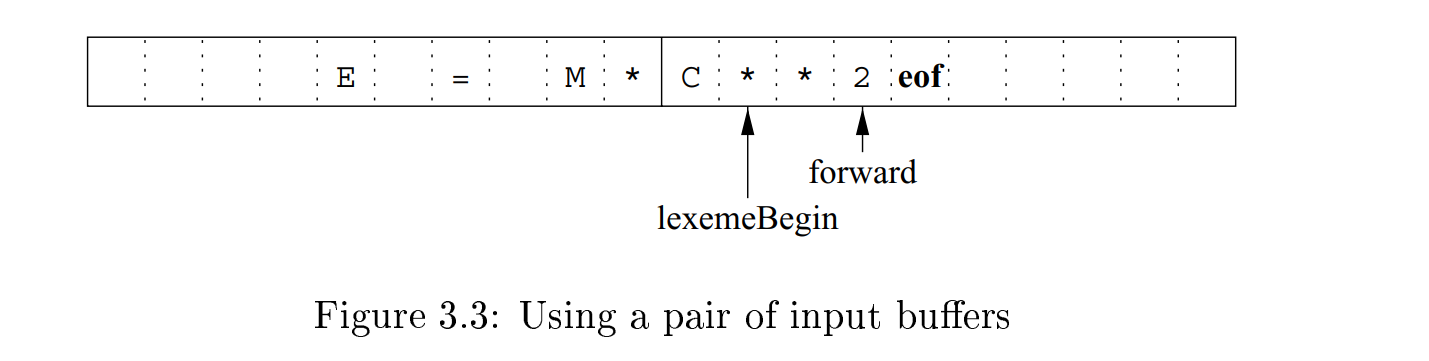 E = M * C * * 2 eof
forward
lexemeBegin
Figure 3.3: Using a pair of input buffers